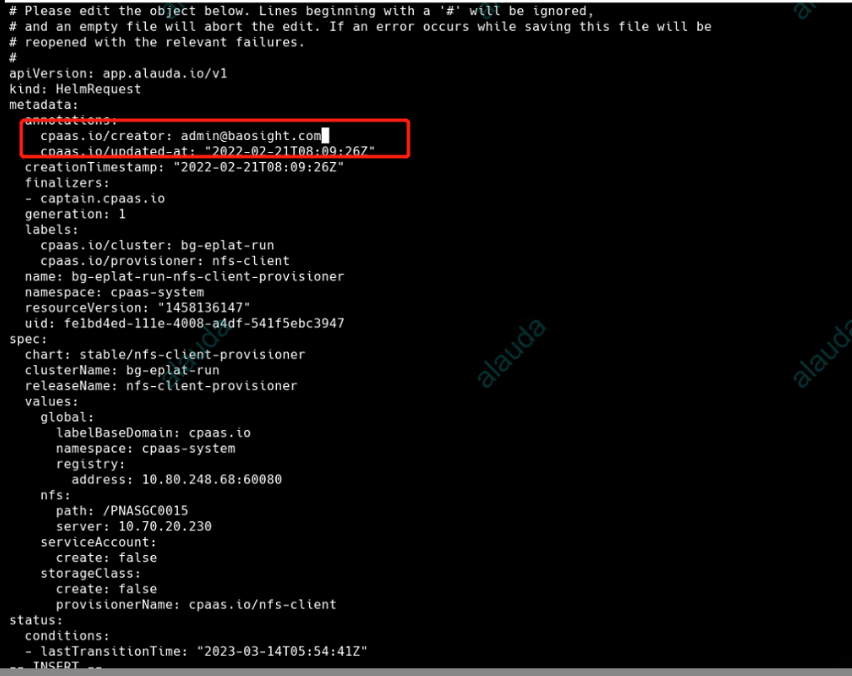 # Please edit the object below. Lines beginning with a '#' will be ignored,
# and an empty file will abort the edit. If an error occurs while saving this file will be
# reopened with the relevant failures.
#
apiVersion: app.alauda.io/v1
kind: HelmRequest
metadata:
  annotations:
    cpaas.io/creator: admin@baosight.com
    cpaas.io/updated-at: "2022-02-21T08:09:26Z"
  creationTimestamp: "2022-02-21T08:09:26Z"
  finalizers:
  - captain.cpaas.io
  generation: 1
  labels:
    cpaas.io/cluster: bg-eplat-run
    cpaas.io/provisioner: nfs-client
  name: bg-eplat-run-nfs-client-provisioner
  namespace: cpaas-system
  resourceVersion: "1458136147"
  uid: fe1bd4ed-111e-4008-a4df-541f5ebc3947
spec:
  chart: stable/nfs-client-provisioner
  clusterName: bg-eplat-run
  releaseName: nfs-client-provisioner
  values:
    global:
      labelBaseDomain: cpaas.io
      namespace: cpaas-system
      registry:
        address: 10.80.248.68:60080
    nfs:
      path: /PNASGC0015
      server: 10.70.20.230
    serviceAccount:
      create: false
    storageClass:
      create: false
      provisionerName: cpaas.io/nfs-client
status:
  conditions:
  - lastTransitionTime: "2023-03-14T05:54:41Z"
-- INSERT --
alauda
alauda
alauda